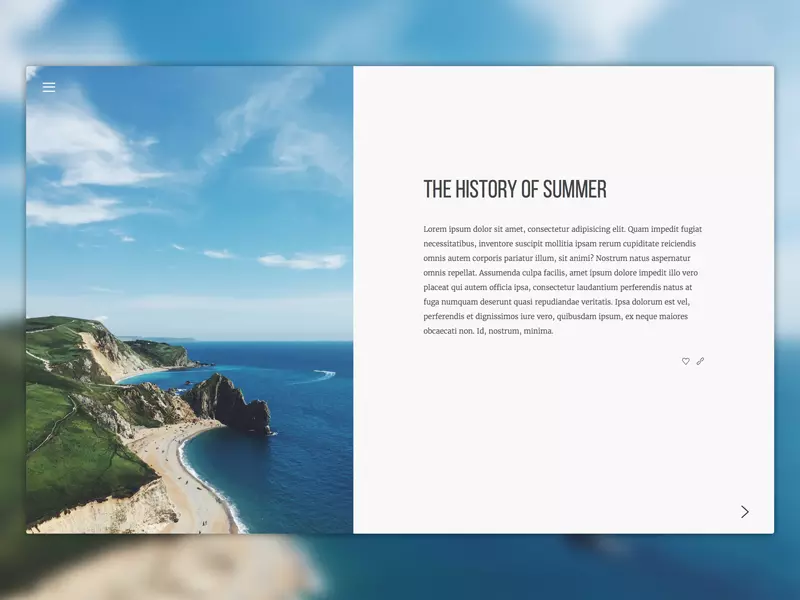 THE HISTORY OF SUMMER
Lorem ipsum dolor sit amet, consectetur adipisicing elit. Quam impedit fugiat
necessitatibus, inventore suscipit mollitia ipsam rerum cupiditate reiciendis
omnis autem corporis pariatur illum, sit animi? Nostrum natus aspernatur
omnis repellat. Assumenda culpa facilis, amet ipsum dolore impedit illo vero
placeat qui autem officia ipsa, consectetur laudantium perferendis natus at
fuga numquam deserunt quasi repudiandae veritatis. Ipsa dolorum est vel,
perferendis et dignissimos iure vero, quibusdam ipsum, ex neque maiores
obcaecati non. Id, nostrum, minima.